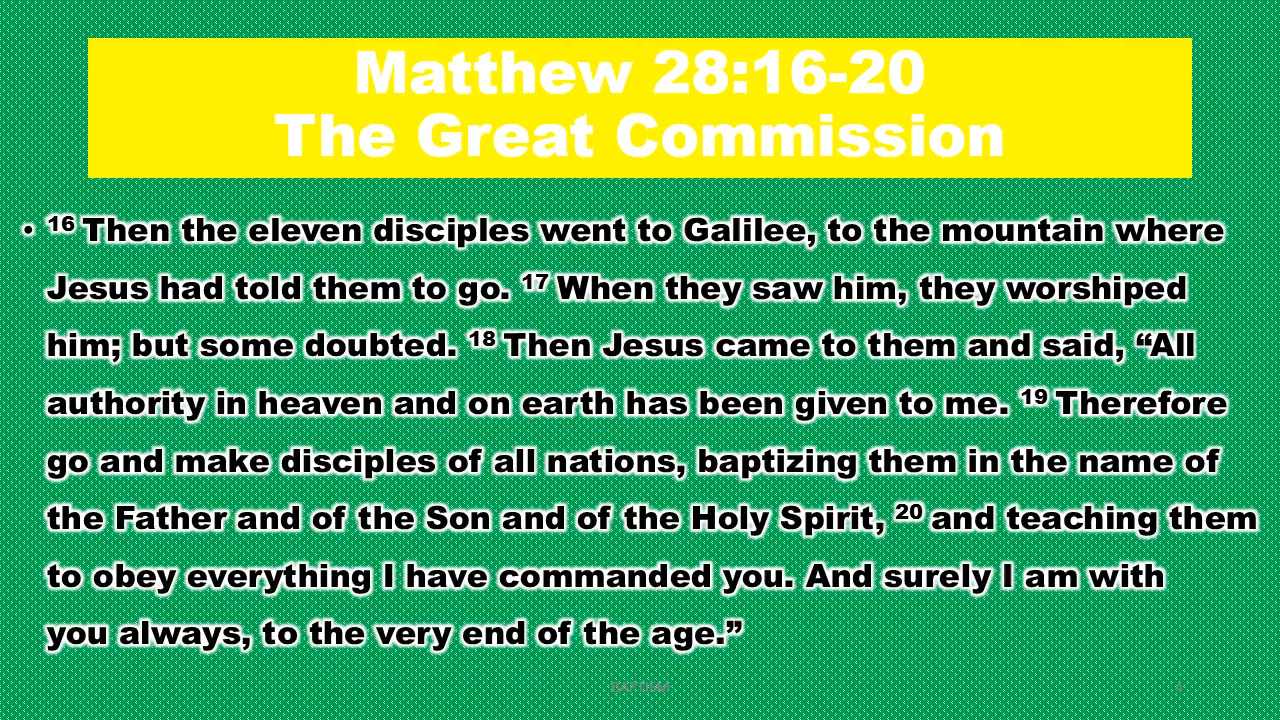 Matthew 28:16-20
The Great Commission
• 16 Then the eleven disciples went to Galilee, to the mountain where
Jesus had told them to go. 17 When they saw him, they worshiped
him; but some doubted. 18 Then Jesus came to them and said, “All
authority in heaven and on earth has been given to me. 19 Therefore
go and make disciples of all nations, baptizing them in the name of
the Father and of the Son and of the Holy Spirit, 20 and teaching them
to obey everything I have commanded you. And surely I am with
you always, to the very end of the age.”
BAPTISM